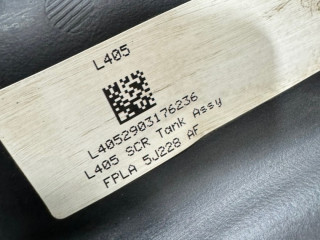 L405
L4052903176236
L405 SCR Tank Assy
FPLA 5J228 AF